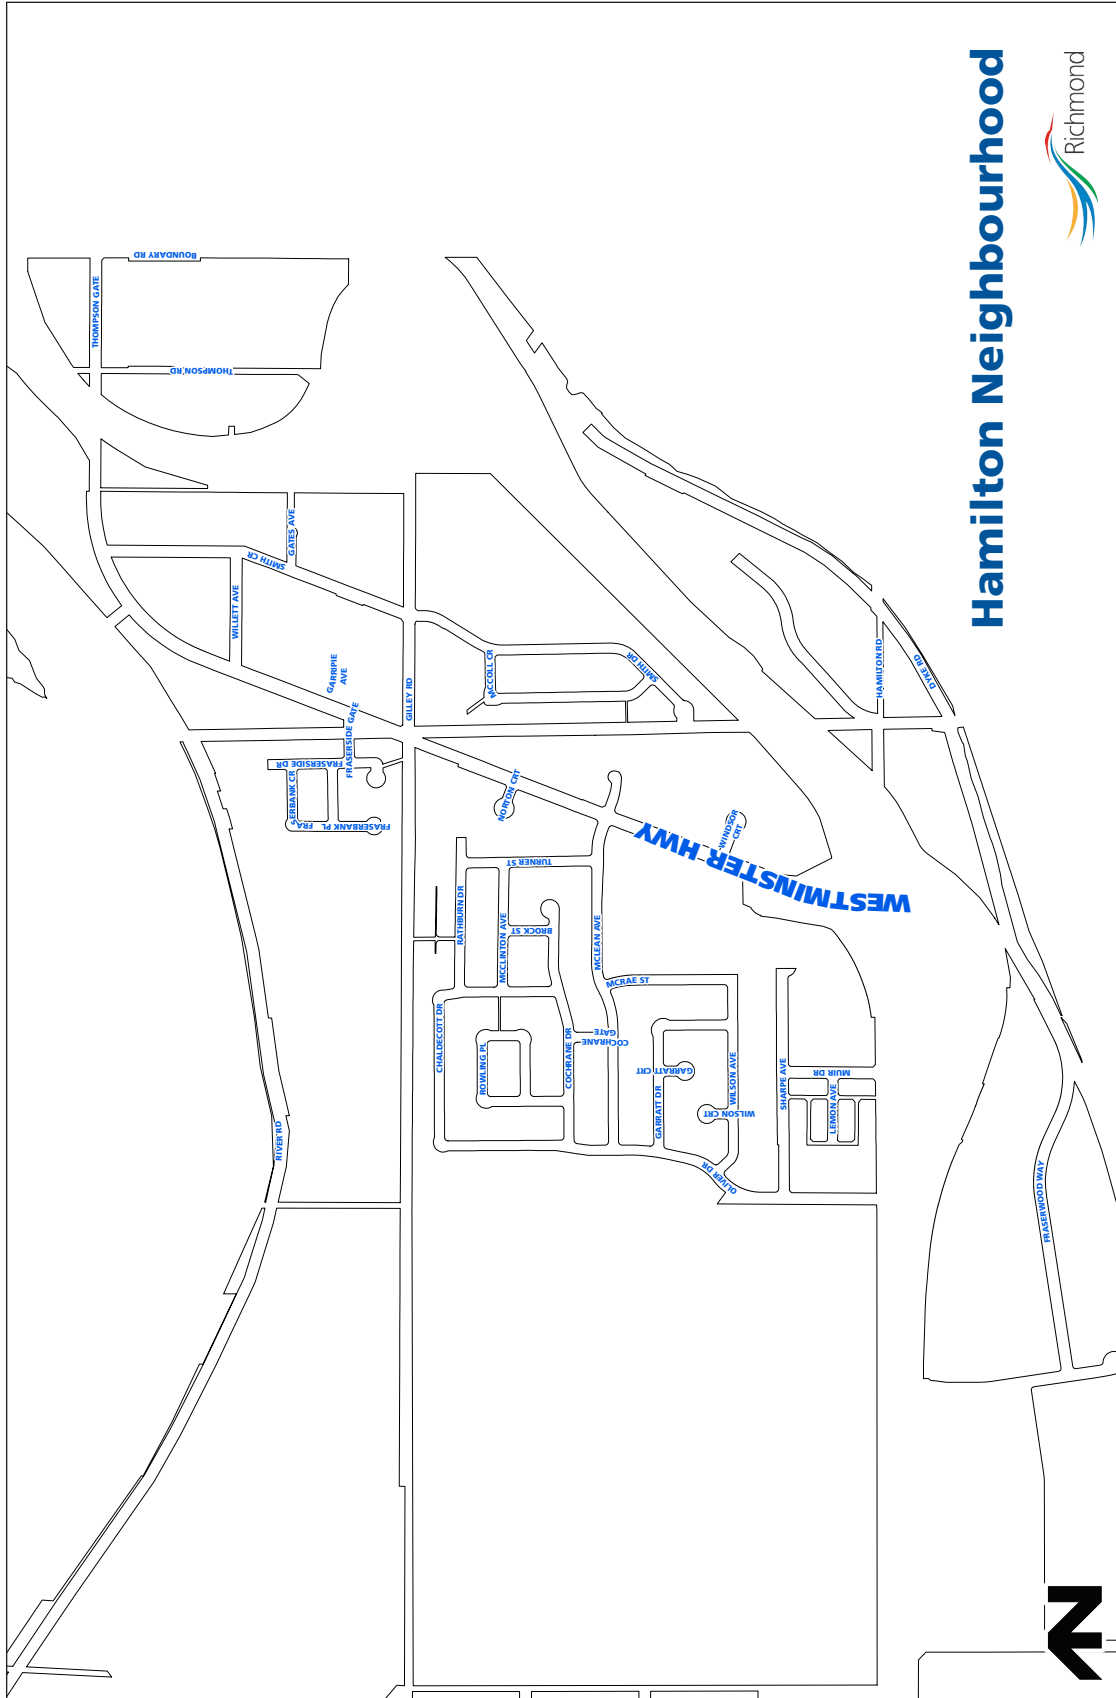 Hamilton Neighbourhood
Richmond
BOUNDARY RD
THOMPSON GATE
THOMPSON RD
GATES AVE
SMITH CR
WILLETT AVE
GARRIPIE
AVE
GILLEY RD
MCCOLL CR
SMITH DR
HAMILTON RD
DYKE RD
FRASERSIDE GATE
FRASERSIDE DR
SERBANK CR
FRA
FRASERBANK PL
NORTON CRT
WINDSOR
CRT
WESTMINSTER HWY
TURNER ST
RATHBURN DR
MCCLINTON AVE
BROCK ST
MCLEAN AVE
MCRAE ST
CHALDECOTT DR
ROWLING PL
COCHRANE DR
COCHRANE
GATE
GARRATT CRT
GARRATT DR
WILSON AVE
WILSON CRT
SHARPE AVE
MUIR DR
LEMON AVE
OLIVER DR
RIVER RD
FRASERWOOD WAY
N